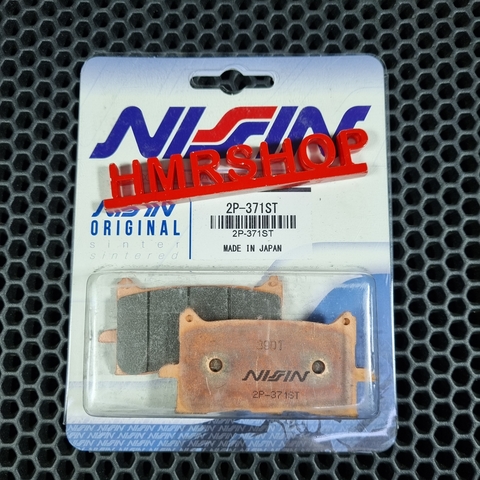 NISSIN
HMRSHOP
NISSIN
ORIGINAL
sinter
sintered
2P-371ST
2P-371ST
MADE IN JAPAN
NISSIN
2P-371ST